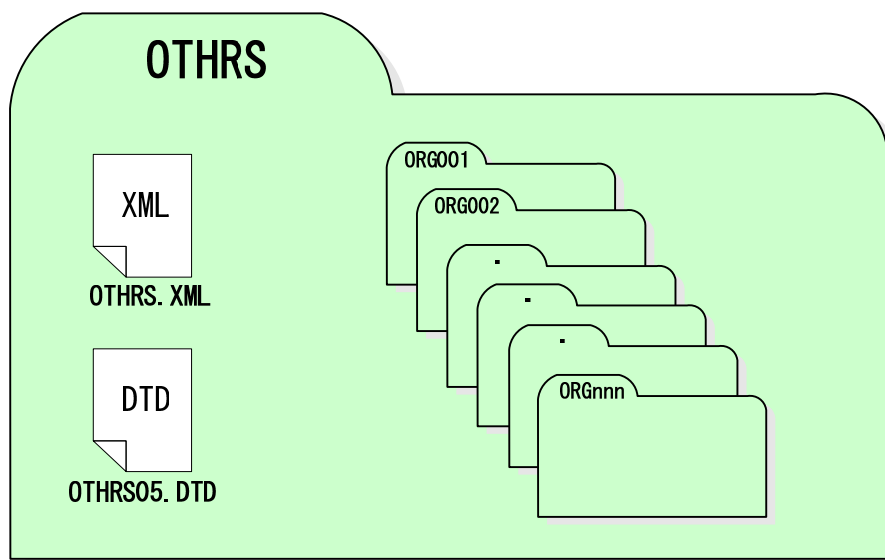 OTHRS
XML
OTHRS.XML
DTD
OTHRS05.DTD
ORG001
ORG002
.
.
.
ORGnnn